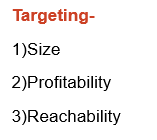 Targeting-
1)Size
2)Profitability
3)Reachability